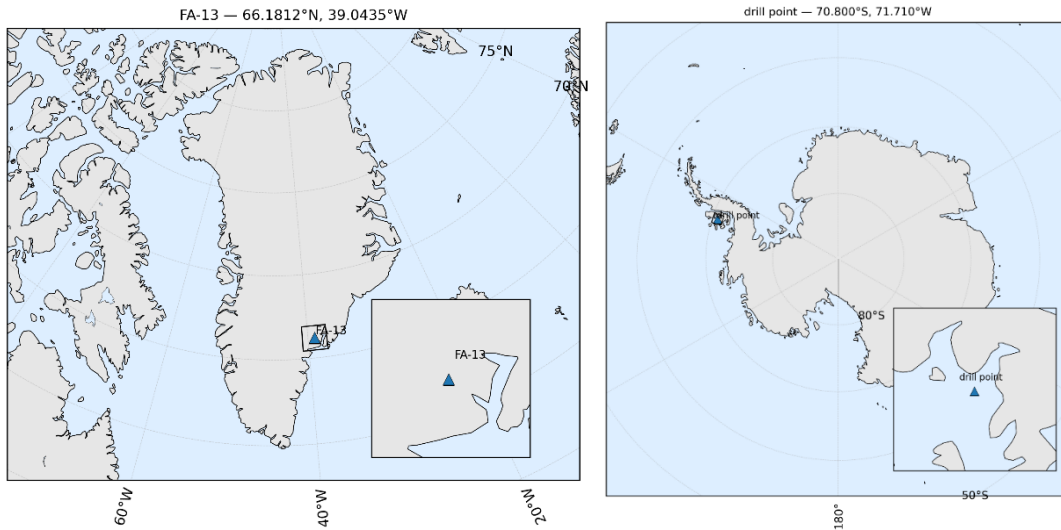 FA-13 — 66.1812°N, 39.0435°W
75°N
70°N
FA-13
FA-13
60°W
40°W
20°W
drill point — 70.800°S, 71.710°W
drill point
80°S
drill point
50°S
180°